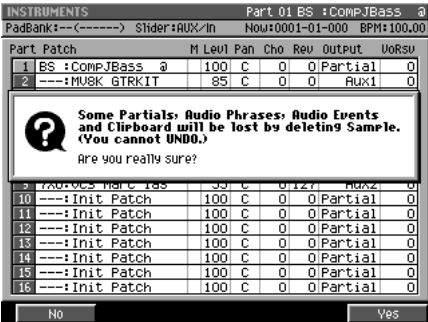 INSTRUMENTS Part 01 BS :CompJBass
PadBank:--(------) Slider:AUX/In Now:0001-01-000 BPM:100.00
Part Patch M Levl Pan Cho Rev Output VoRsv
1 BS :CompJBass 100 C 0 0 Partial 0
2 ---:MV8K GTRKIT 85 C 0 0 Aux1 0
Some Partials, Audio Phrases, Audio Events
and Clipboard will be lost by deleting Sample.
(You cannot UNDO.)
Are you really sure?
10 ---:Init Patch 100 C 0 0 Partial 0
11 ---:Init Patch 100 C 0 0 Partial 0
12 ---:Init Patch 100 C 0 0 Partial 0
13 ---:Init Patch 100 C 0 0 Partial 0
14 ---:Init Patch 100 C 0 0 Partial 0
15 ---:Init Patch 100 C 0 0 Partial 0
16 ---:Init Patch 100 C 0 0 Partial 0
No Yes